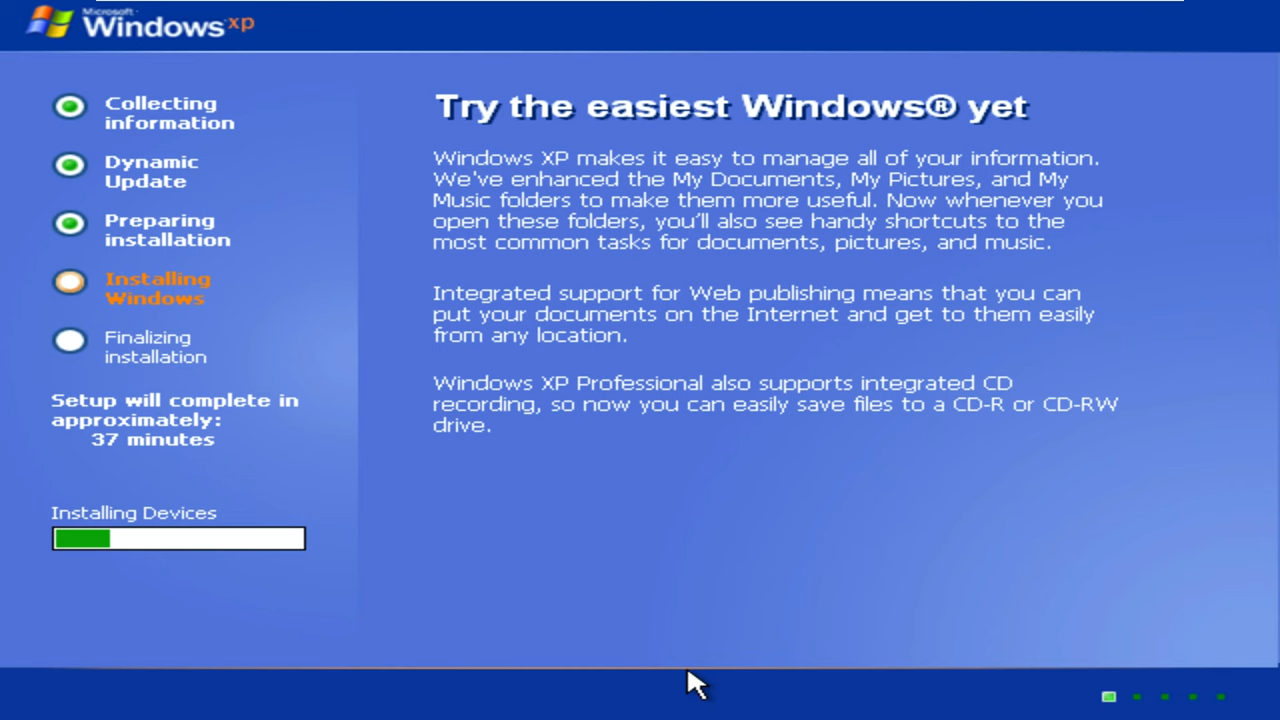 Microsoft
Windows xp
Collecting
information
Dynamic
Update
Preparing
installation
Installing
Windows
Finalizing
installation
Setup will complete in
approximately:
37 minutes
Installing Devices
Try the easiest Windows® yet
Windows XP makes it easy to manage all of your information.
We've enhanced the My Documents, My Pictures, and My
Music folders to make them more useful. Now whenever you
open these folders, you'll also see handy shortcuts to the
most common tasks for documents, pictures, and music.
Integrated support for Web publishing means that you can
put your documents on the Internet and get to them easily
from any location.
Windows XP Professional also supports integrated CD
recording, so now you can easily save files to a CD-R or CD-RW
drive.